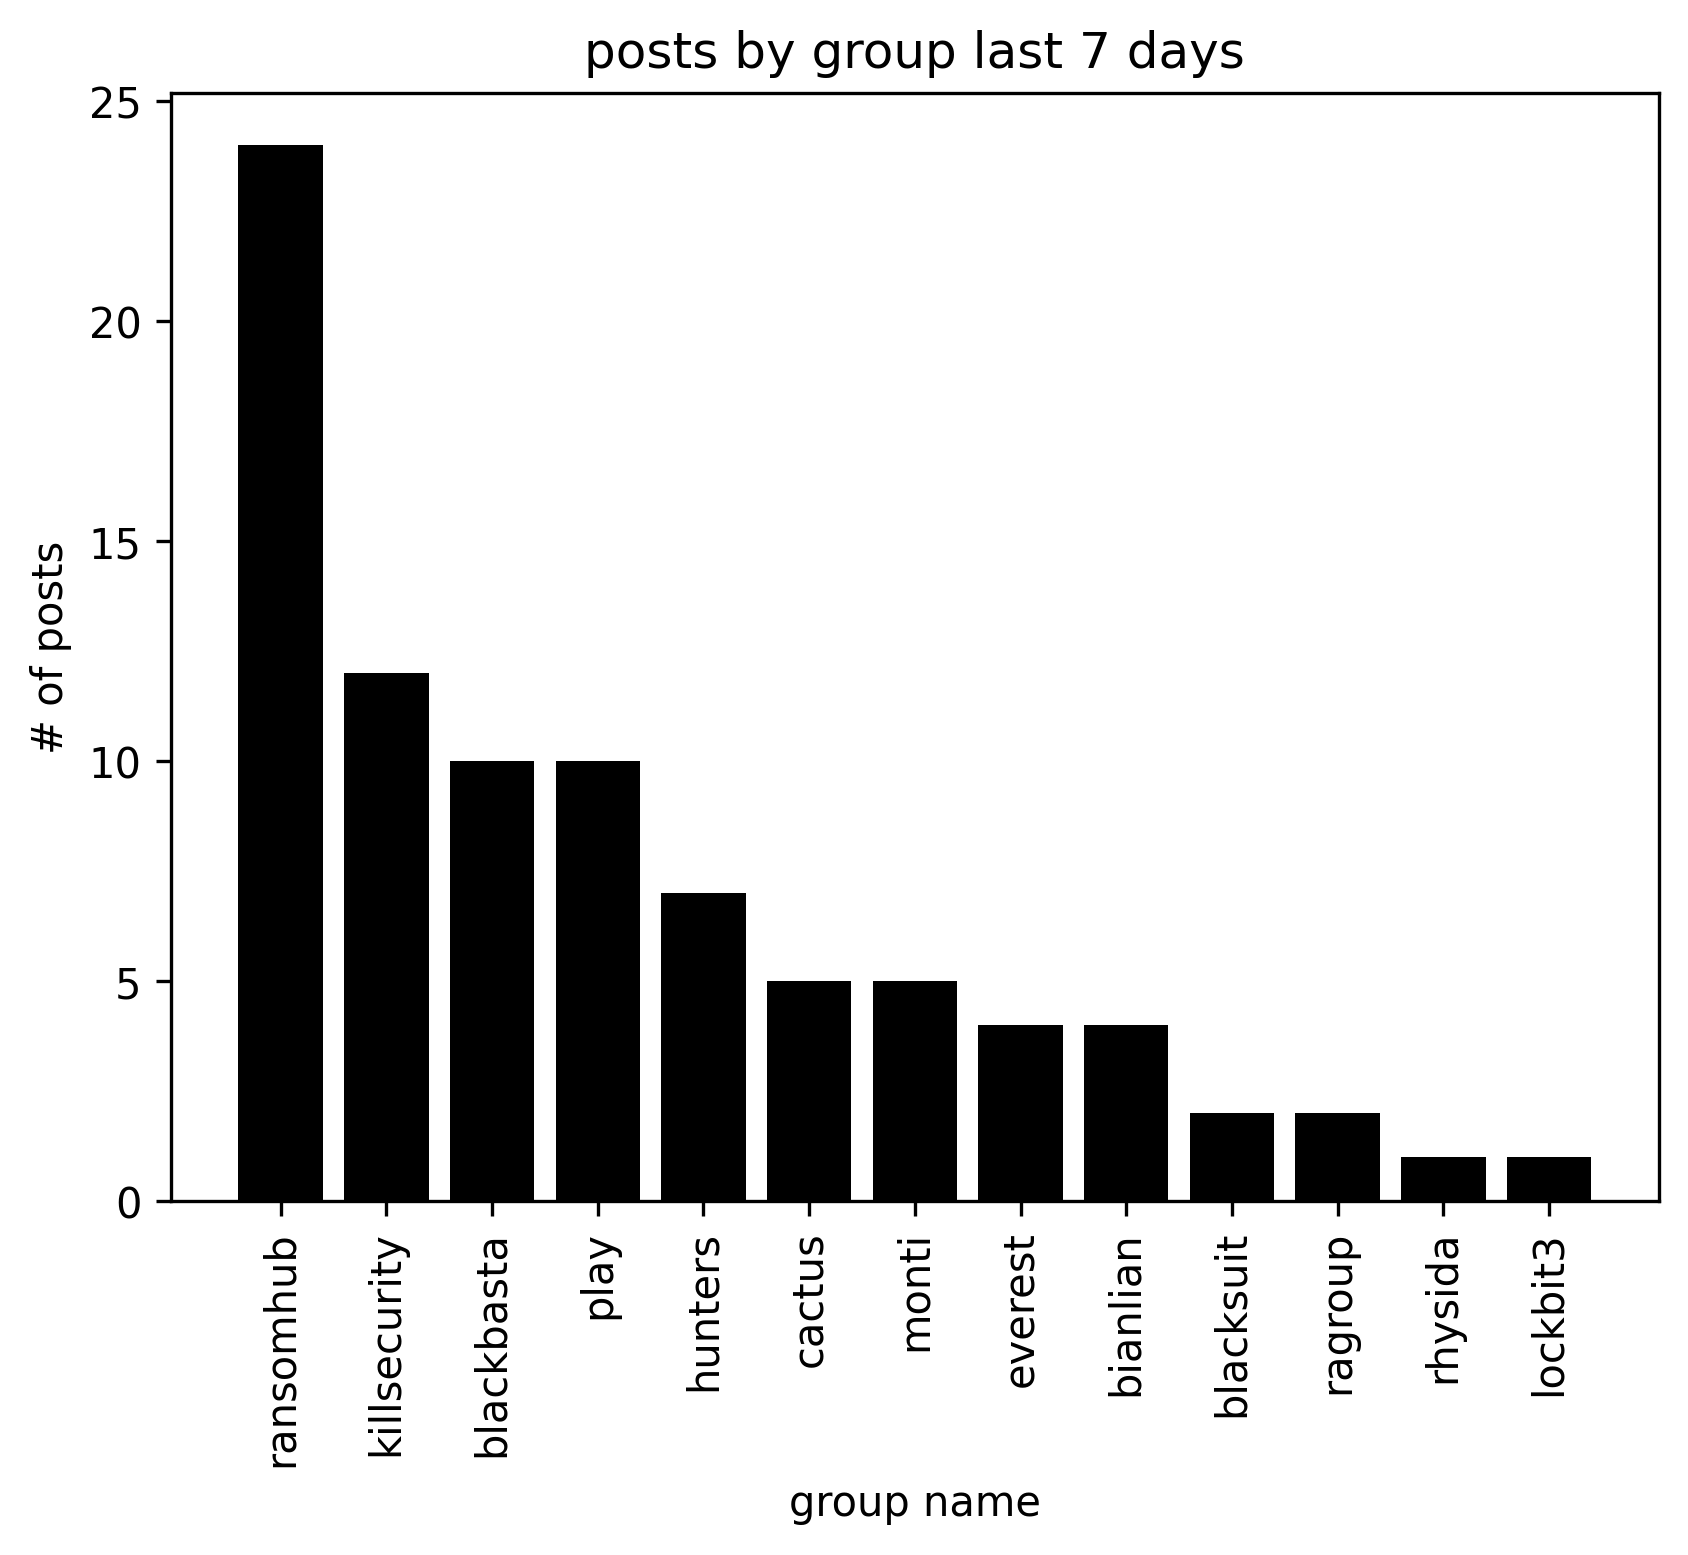 posts by group last 7 days
# of posts
25
20
15
10
5
0
ransomhub
killsecurity
blackbasta
play
hunters
cactus
monti
everest
bianlian
blacksuit
ragroup
rhysida
lockbit3
group name